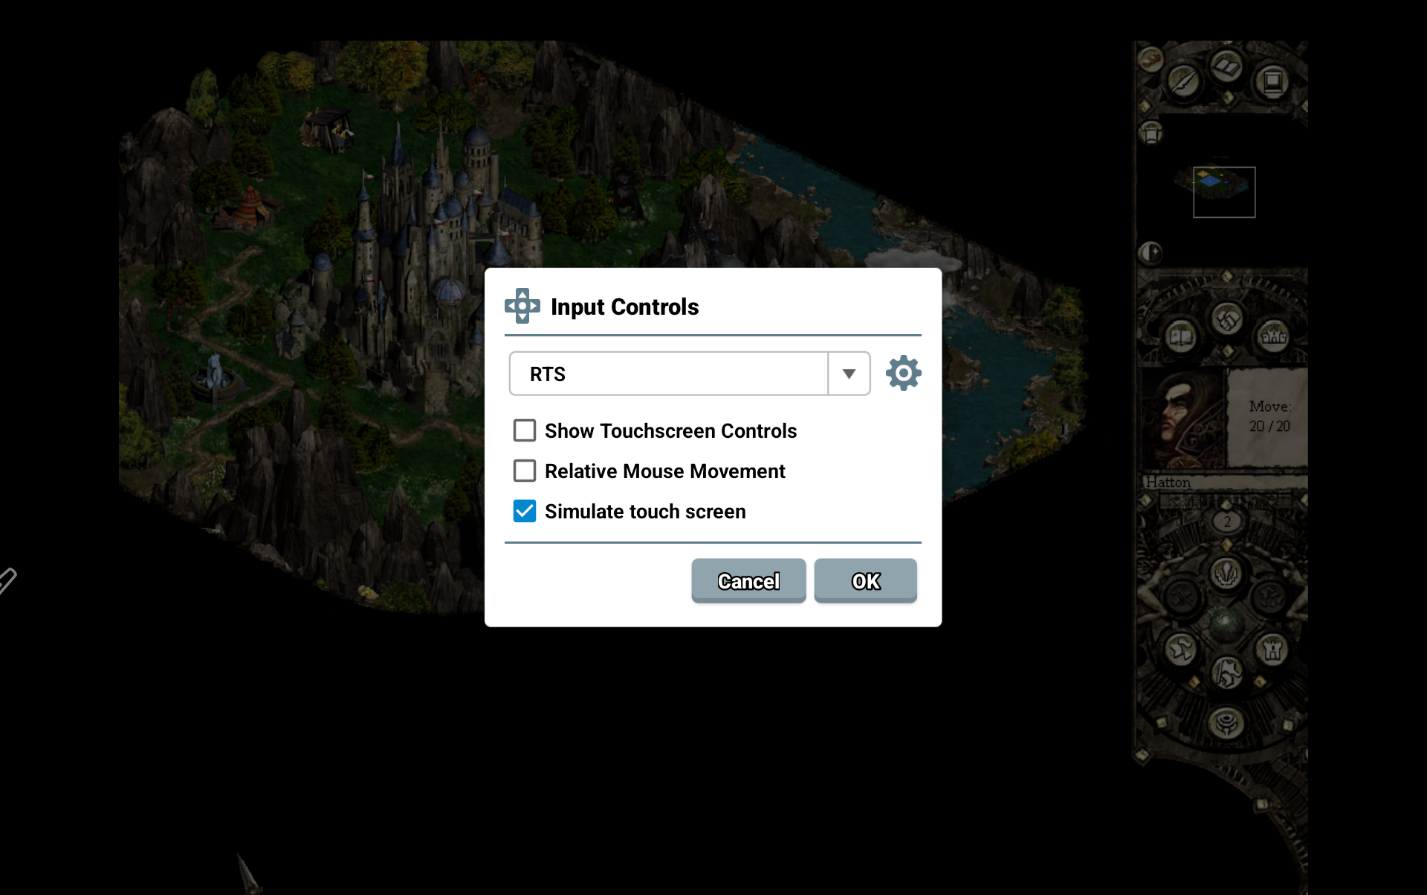 Input Controls
RTS
Show Touchscreen Controls
Relative Mouse Movement
Simulate touch screen
Cancel
OK
Move:
20 / 20
Hatton
2